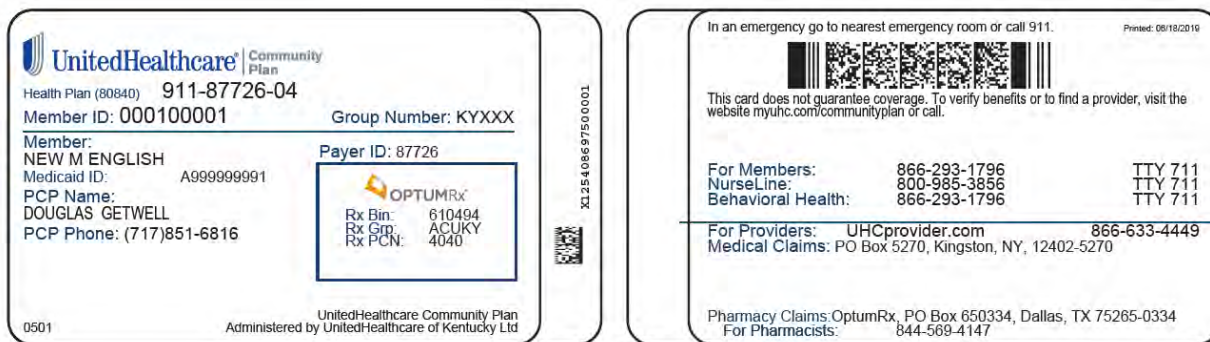 UnitedHealthcare® Community Plan
Health Plan (80840) 911-87726-04
Member ID: 000100001 Group Number: KYXXX
Member:
NEW M ENGLISH
Medicaid ID: A999999991
PCP Name:
DOUGLAS GETWELL
PCP Phone: (717)851-6816
Payer ID: 87726
OPTUMRx®
Rx Bin: 610494
Rx Grp: ACUKY
Rx PCN: 4040
0501
UnitedHealthcare Community Plan
Administered by UnitedHealthcare of Kentucky Ltd
X12540869750001
In an emergency go to nearest emergency room or call 911. Printed: 06/18/2019
This card does not guarantee coverage. To verify benefits or to find a provider, visit the
website myuhc.com/communityplan or call.
For Members: 866-293-1796 TTY 711
NurseLine: 800-985-3856 TTY 711
Behavioral Health: 866-293-1796 TTY 711
For Providers: UHCprovider.com 866-633-4449
Medical Claims: PO Box 5270, Kingston, NY, 12402-5270
Pharmacy Claims:OptumRx, PO Box 650334, Dallas, TX 75265-0334
For Pharmacists: 844-569-4147